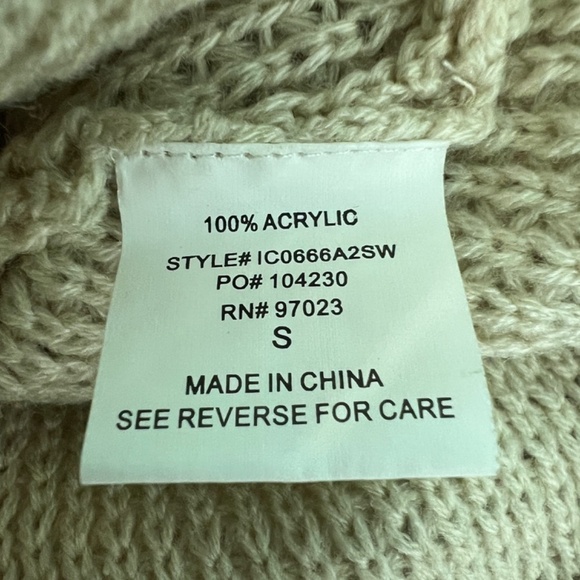 100% ACRYLIC
STYLE# IC0666A2SW
PO# 104230
RN# 97023
S
MADE IN CHINA
SEE REVERSE FOR CARE